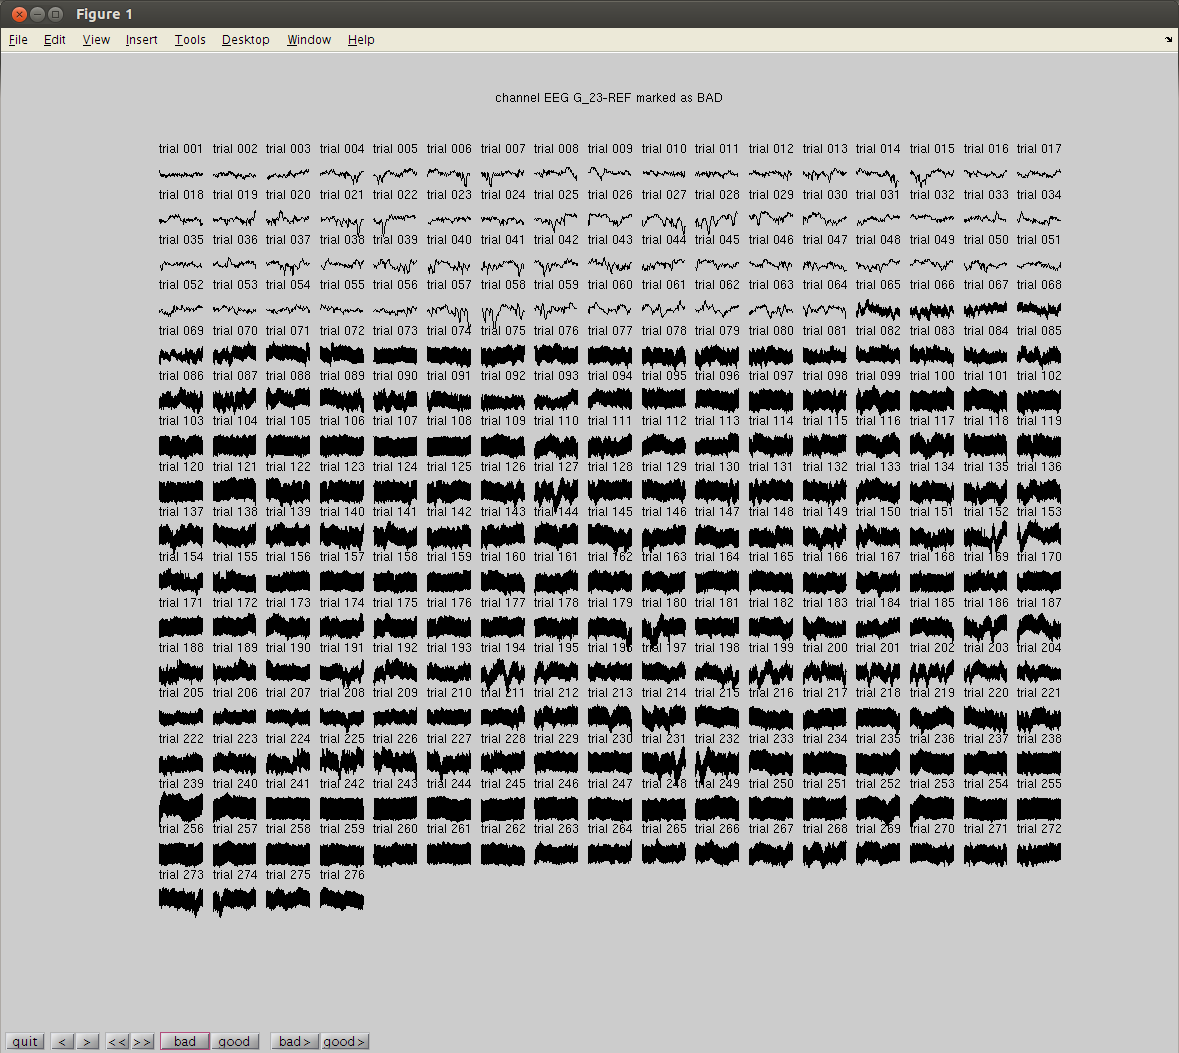 Figure 1
File Edit View Insert Tools Desktop Window Help
channel EEG G_23-REF marked as BAD
trial 001 trial 002 trial 003 trial 004 trial 005 trial 006 trial 007 trial 008 trial 009 trial 010 trial 011 trial 012 trial 013 trial 014 trial 015 trial 016 trial 017
trial 018 trial 019 trial 020 trial 021 trial 022 trial 023 trial 024 trial 025 trial 026 trial 027 trial 028 trial 029 trial 030 trial 031 trial 032 trial 033 trial 034
trial 035 trial 036 trial 037 trial 038 trial 039 trial 040 trial 041 trial 042 trial 043 trial 044 trial 045 trial 046 trial 047 trial 048 trial 049 trial 050 trial 051
trial 052 trial 053 trial 054 trial 055 trial 056 trial 057 trial 058 trial 059 trial 060 trial 061 trial 062 trial 063 trial 064 trial 065 trial 066 trial 067 trial 068
trial 069 trial 070 trial 071 trial 072 trial 073 trial 074 trial 075 trial 076 trial 077 trial 078 trial 079 trial 080 trial 081 trial 082 trial 083 trial 084 trial 085
trial 086 trial 087 trial 088 trial 089 trial 090 trial 091 trial 092 trial 093 trial 094 trial 095 trial 096 trial 097 trial 098 trial 099 trial 100 trial 101 trial 102
trial 103 trial 104 trial 105 trial 106 trial 107 trial 108 trial 109 trial 110 trial 111 trial 112 trial 113 trial 114 trial 115 trial 116 trial 117 trial 118 trial 119
trial 120 trial 121 trial 122 trial 123 trial 124 trial 125 trial 126 trial 127 trial 128 trial 129 trial 130 trial 131 trial 132 trial 133 trial 134 trial 135 trial 136
trial 137 trial 138 trial 139 trial 140 trial 141 trial 142 trial 143 trial 144 trial 145 trial 146 trial 147 trial 148 trial 149 trial 150 trial 151 trial 152 trial 153
trial 154 trial 155 trial 156 trial 157 trial 158 trial 159 trial 160 trial 161 trial 162 trial 163 trial 164 trial 165 trial 166 trial 167 trial 168 trial 169 trial 170
trial 171 trial 172 trial 173 trial 174 trial 175 trial 176 trial 177 trial 178 trial 179 trial 180 trial 181 trial 182 trial 183 trial 184 trial 185 trial 186 trial 187
trial 188 trial 189 trial 190 trial 191 trial 192 trial 193 trial 194 trial 195 trial 196 trial 197 trial 198 trial 199 trial 200 trial 201 trial 202 trial 203 trial 204
trial 205 trial 206 trial 207 trial 208 trial 209 trial 210 trial 211 trial 212 trial 213 trial 214 trial 215 trial 216 trial 217 trial 218 trial 219 trial 220 trial 221
trial 222 trial 223 trial 224 trial 225 trial 226 trial 227 trial 228 trial 229 trial 230 trial 231 trial 232 trial 233 trial 234 trial 235 trial 236 trial 237 trial 238
trial 239 trial 240 trial 241 trial 242 trial 243 trial 244 trial 245 trial 246 trial 247 trial 248 trial 249 trial 250 trial 251 trial 252 trial 253 trial 254 trial 255
trial 256 trial 257 trial 258 trial 259 trial 260 trial 261 trial 262 trial 263 trial 264 trial 265 trial 266 trial 267 trial 268 trial 269 trial 270 trial 271 trial 272
trial 273 trial 274 trial 275 trial 276
quit < > << >> bad good bad> good>